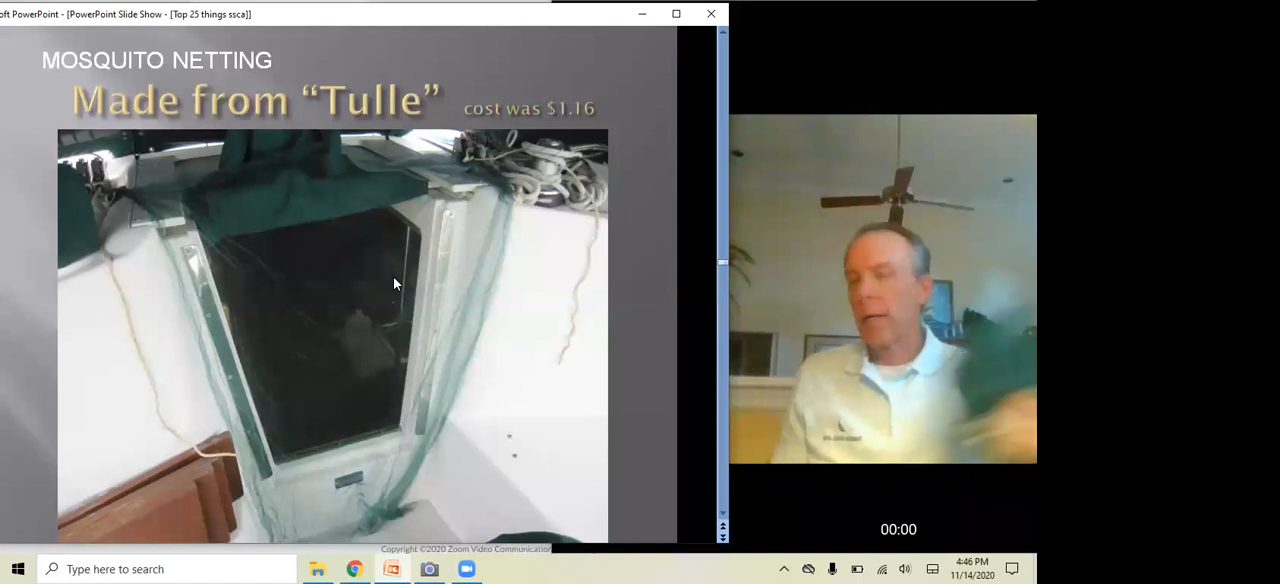 oft PowerPoint - [PowerPoint Slide Show - [Top 25 things ssca]]
MOSQUITO NETTING
Made from “Tulle” cost was $1.16
00:00
Copyright ©2020 Zoom Video Communication
Type here to search
4:46 PM
11/14/2020